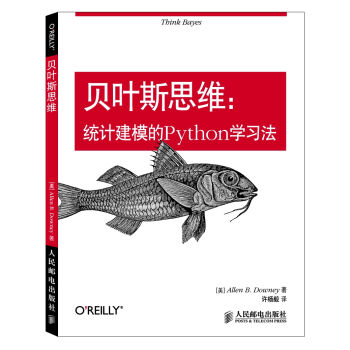 O'REILLY®
贝叶斯思维
[美] Allen B. Downey 著
人民邮电出版社
Think Bayes
贝叶斯思维:
统计建模的Python学习法
[美] Allen B. Downey 著
许杨毅 译
O'REILLY®
人民邮电出版社
POSTS & TELECOM PRESS